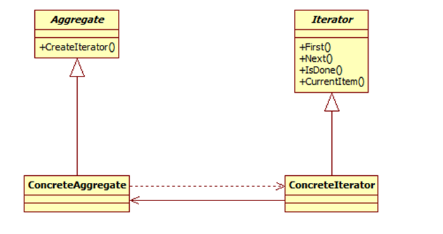 Aggregate
+CreateIterator()
Iterator
+First()
+Next()
+IsDone()
+CurrentItem()
ConcreteAggregate
ConcreteIterator